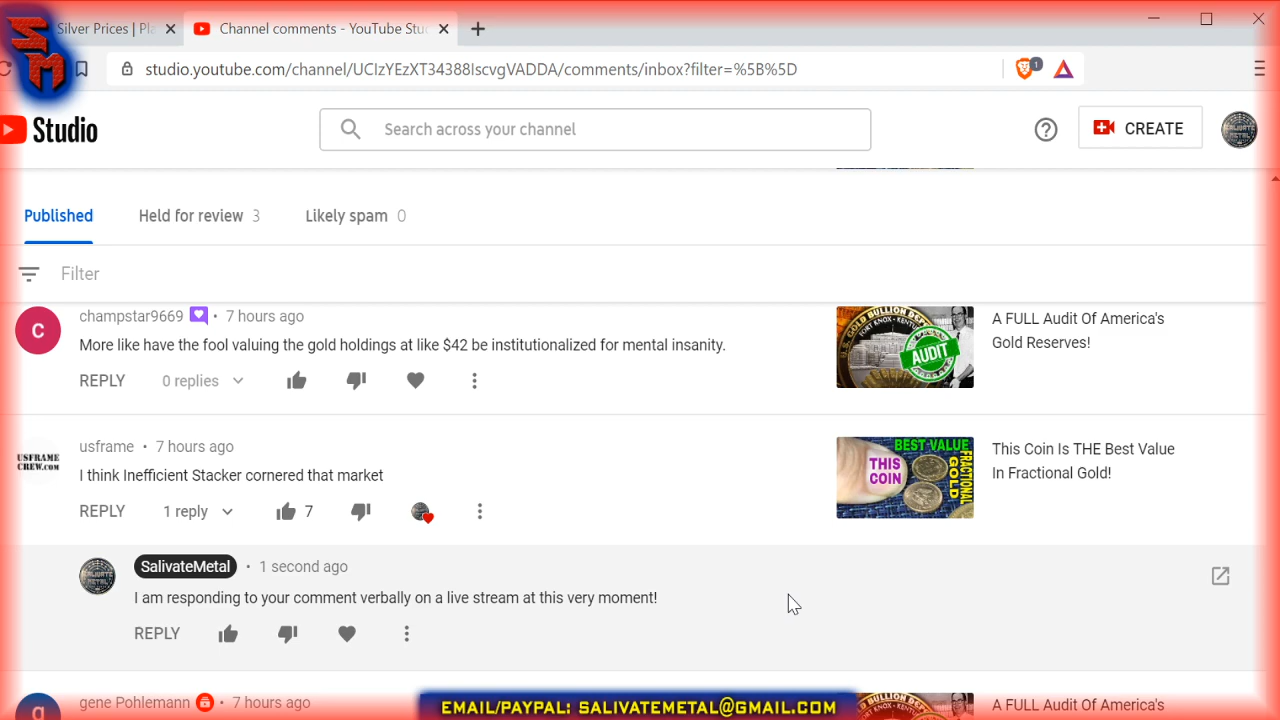 SM
Silver Prices | Pla
Channel comments - YouTube Stu
studio.youtube.com/channel/UCIzYEzXT34388IscvgVADDA/comments/inbox?filter=%5B%5D
1
Studio
Search across your channel
CREATE
Published
Held for review 3
Likely spam 0
Filter
C
champstar9669 • 7 hours ago
More like have the fool valuing the gold holdings at like $42 be institutionalized for mental insanity.
REPLY 0 replies
AUDIT
A FULL Audit Of America's
Gold Reserves!
USFRAME
CREW.com
usframe • 7 hours ago
I think Inefficient Stacker cornered that market
REPLY 1 reply 7
BEST VALUE
THIS
COIN
FRACTIONAL
GOLD
This Coin Is THE Best Value
In Fractional Gold!
SalivateMetal • 1 second ago
I am responding to your comment verbally on a live stream at this very moment!
REPLY
g
gene Pohlemann • 7 hours ago
A FULL Audit Of America's
EMAIL/PAYPAL: SALIVATEMETAL@GMAIL.COM